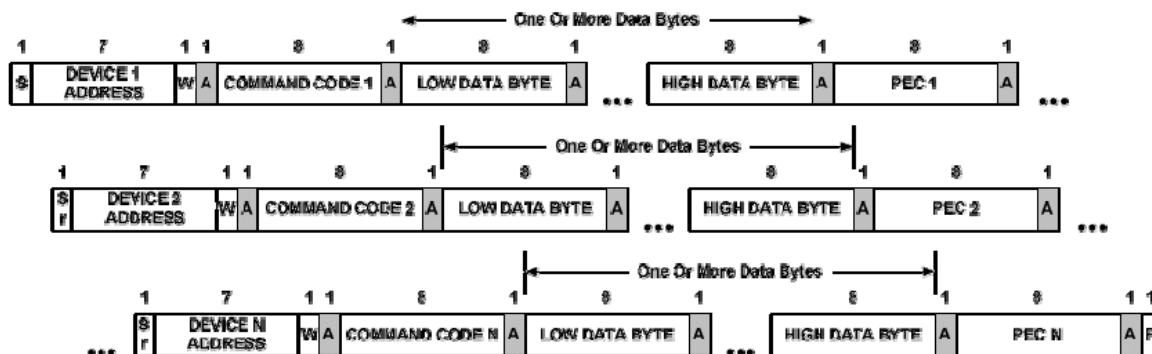 One Or More Data Bytes
1 7 1 1 8 1 8 1 8 1 8 1
S DEVICE 1 ADDRESS W A COMMAND CODE 1 A LOW DATA BYTE A ... HIGH DATA BYTE A PEC 1 A ...
One Or More Data Bytes
1 7 1 1 8 1 8 1 8 1 8 1
Sr DEVICE 2 ADDRESS W A COMMAND CODE 2 A LOW DATA BYTE A ... HIGH DATA BYTE A PEC 2 A ...
One Or More Data Bytes
1 7 1 1 8 1 8 1 8 1 8 1 1
... Sr DEVICE N ADDRESS W A COMMAND CODE N A LOW DATA BYTE A ... HIGH DATA BYTE A PEC N A